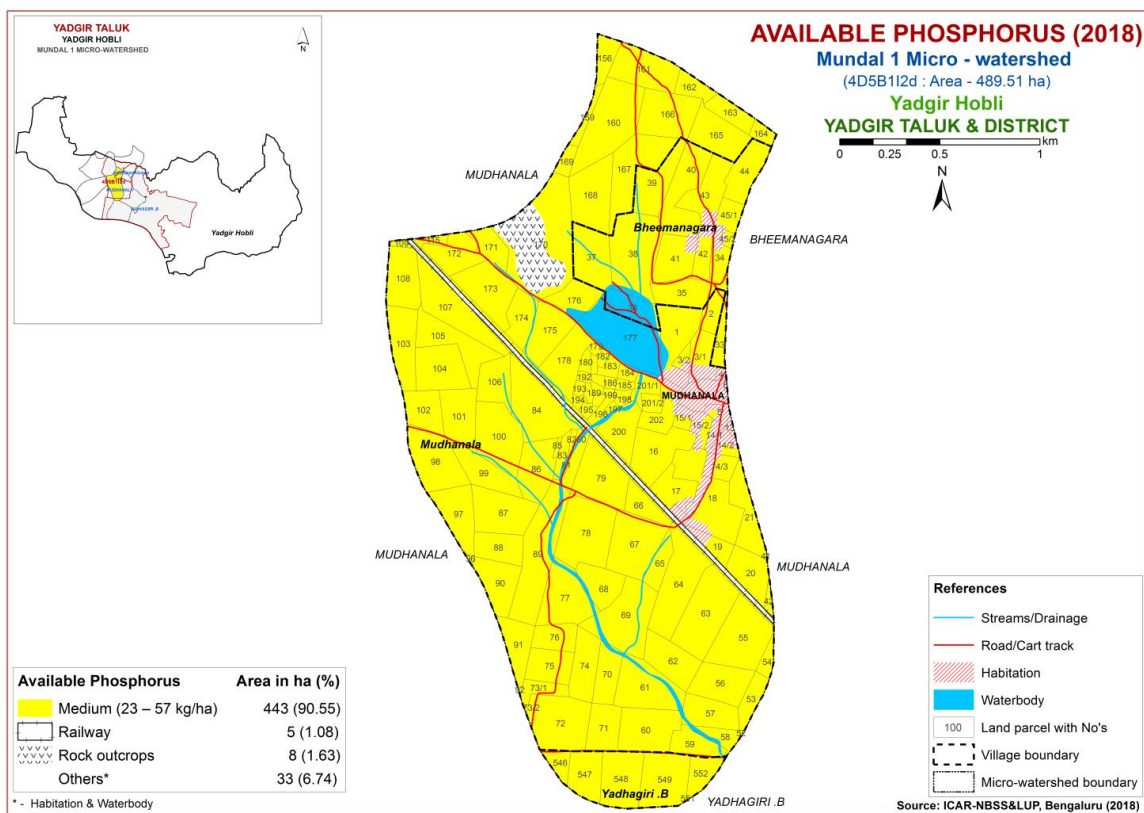 YADGIR TALUK
YADGIR HOBLI
MUNDAL 1 MICRO-WATERSHED
N
MUDHANALA
Yadgir Hobli
AVAILABLE PHOSPHORUS (2018)
Mundal 1 Micro - watershed
(4D5B1I2d : Area - 489.51 ha)
Yadgir Hobli
YADGIR TALUK & DISTRICT
km
0 0.25 0.5 1
N
156 161
162
163
159 160 166 165 164
169 167 40 44
MUDHANALA 39
168 43
45/1
Bheemanagara
BHEEMANAGARA
45/2
170 37 38 42 34
41
115
172 171
108 173 176 35
107 174 175 177 1 2
33
103 105 178 3/2 3/1
104 180 182 183
106 192 184
193 189 186 185 201/1
MUDHANALA
102 101 84 194 199 198 201/2
195 196 197 202 15/1 15/2
100 200 14/1
Mudhanala
14/2
85 83 16
98 99 86 81 79 17 18
97 66 21
88 78 19
MUDHANALA 89 67 20
MUDHANALA
90 65 64
77 68 69 63
55
91 76 62 54
75 74 70 61 56
92 73/1 53
73/2 57
72 71 60 58
59
546 547 548 549 552
Yadhagiri .B
551
YADHAGIRI .B
Available Phosphorus Area in ha (%)
Medium (23 – 57 kg/ha) 443 (90.55)
Railway 5 (1.08)
Rock outcrops 8 (1.63)
Others* 33 (6.74)
* - Habitation & Waterbody
References
Streams/Drainage
Road/Cart track
Habitation
Waterbody
100 Land parcel with No's
Village boundary
Micro-watershed boundary
Source: ICAR-NBSS&LUP, Bengaluru (2018)